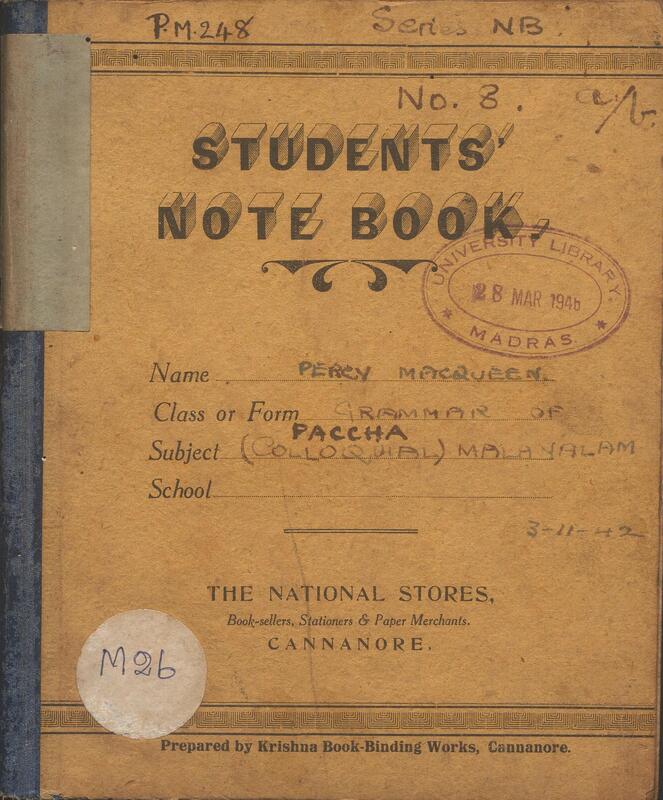 P.M.248 Series NB.
No. 8. a/b.
STUDENTS'
NOTE BOOK.
UNIVERSITY LIBRARY.
28 MAR 1946
* MADRAS *
Name PERCY MACQUEEN.
Class or Form GRAMMAR OF
PACCHA
Subject (COLLOQUIAL) MALAYALAM
School
3-11-42
THE NATIONAL STORES,
Book-sellers, Stationers & Paper Merchants.
CANNANORE.
M26
Prepared by Krishna Book-Binding Works, Cannanore.